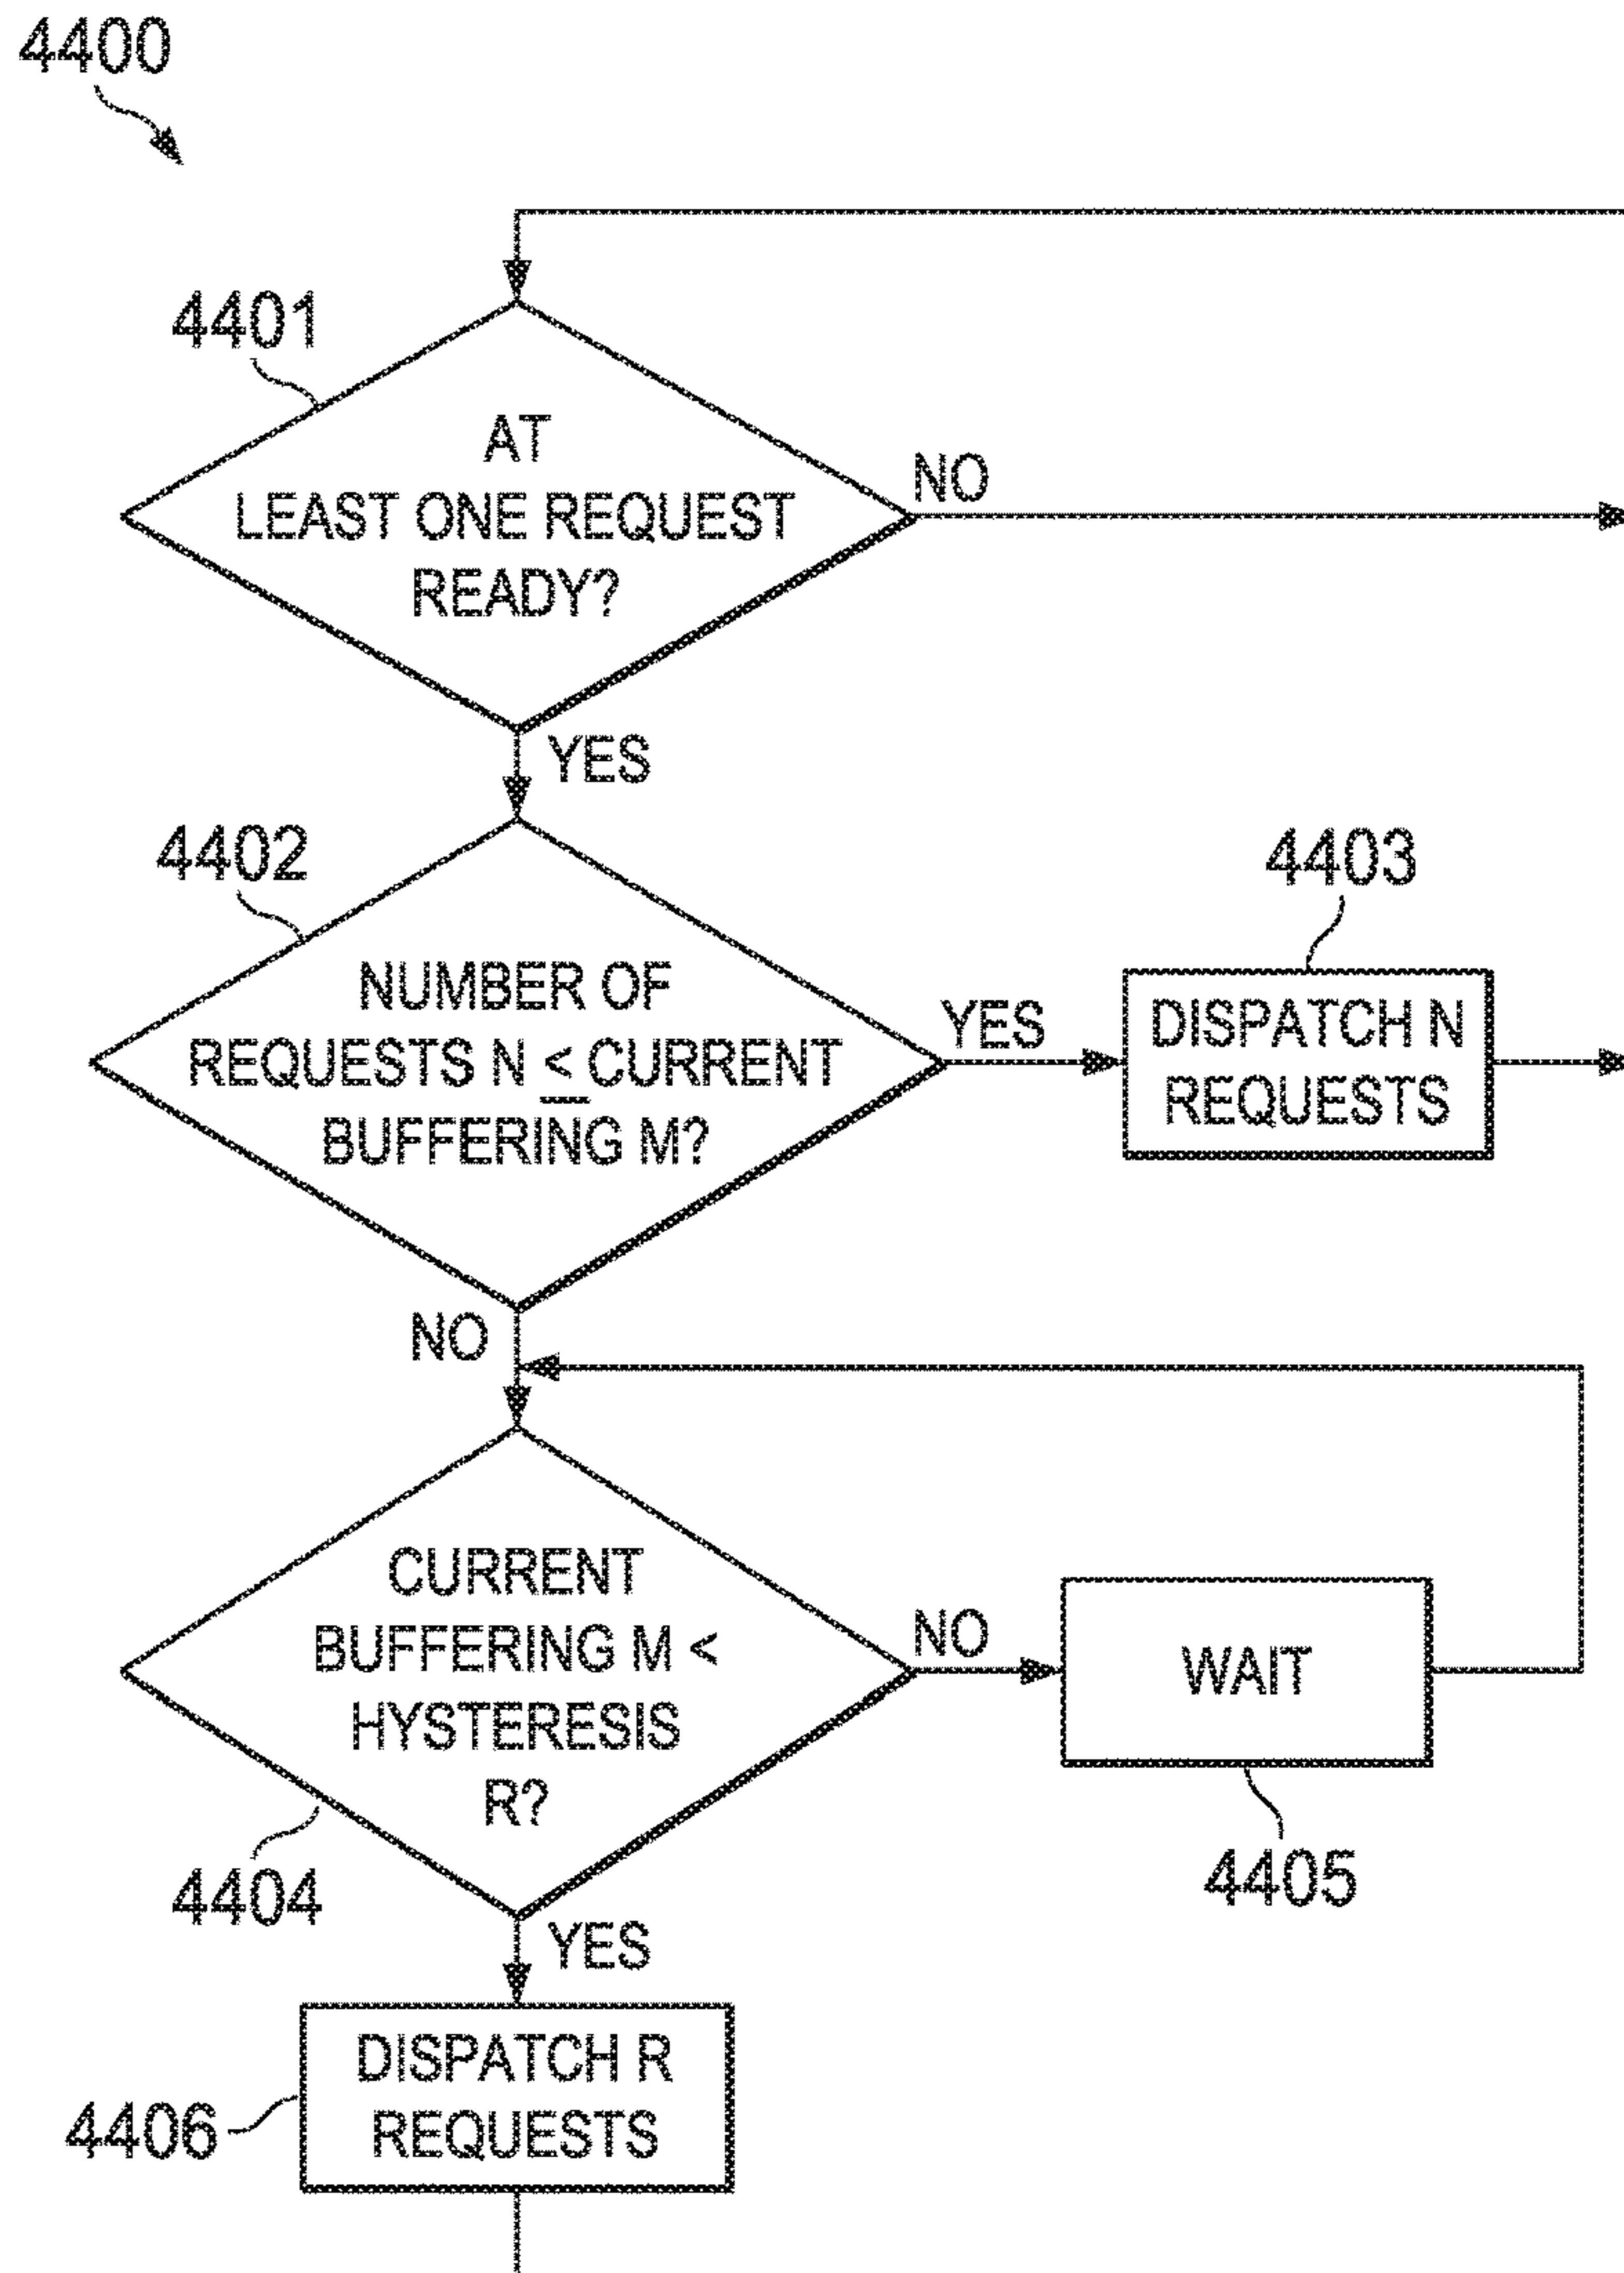 4400
4401
AT
LEAST ONE REQUEST
READY?
NO
YES
4402
NUMBER OF
REQUESTS N ≤ CURRENT
BUFFERING M?
YES
4403
DISPATCH N
REQUESTS
NO
CURRENT
BUFFERING M <
HYSTERESIS
R?
NO
WAIT
4404
4405
YES
DISPATCH R
REQUESTS
4406